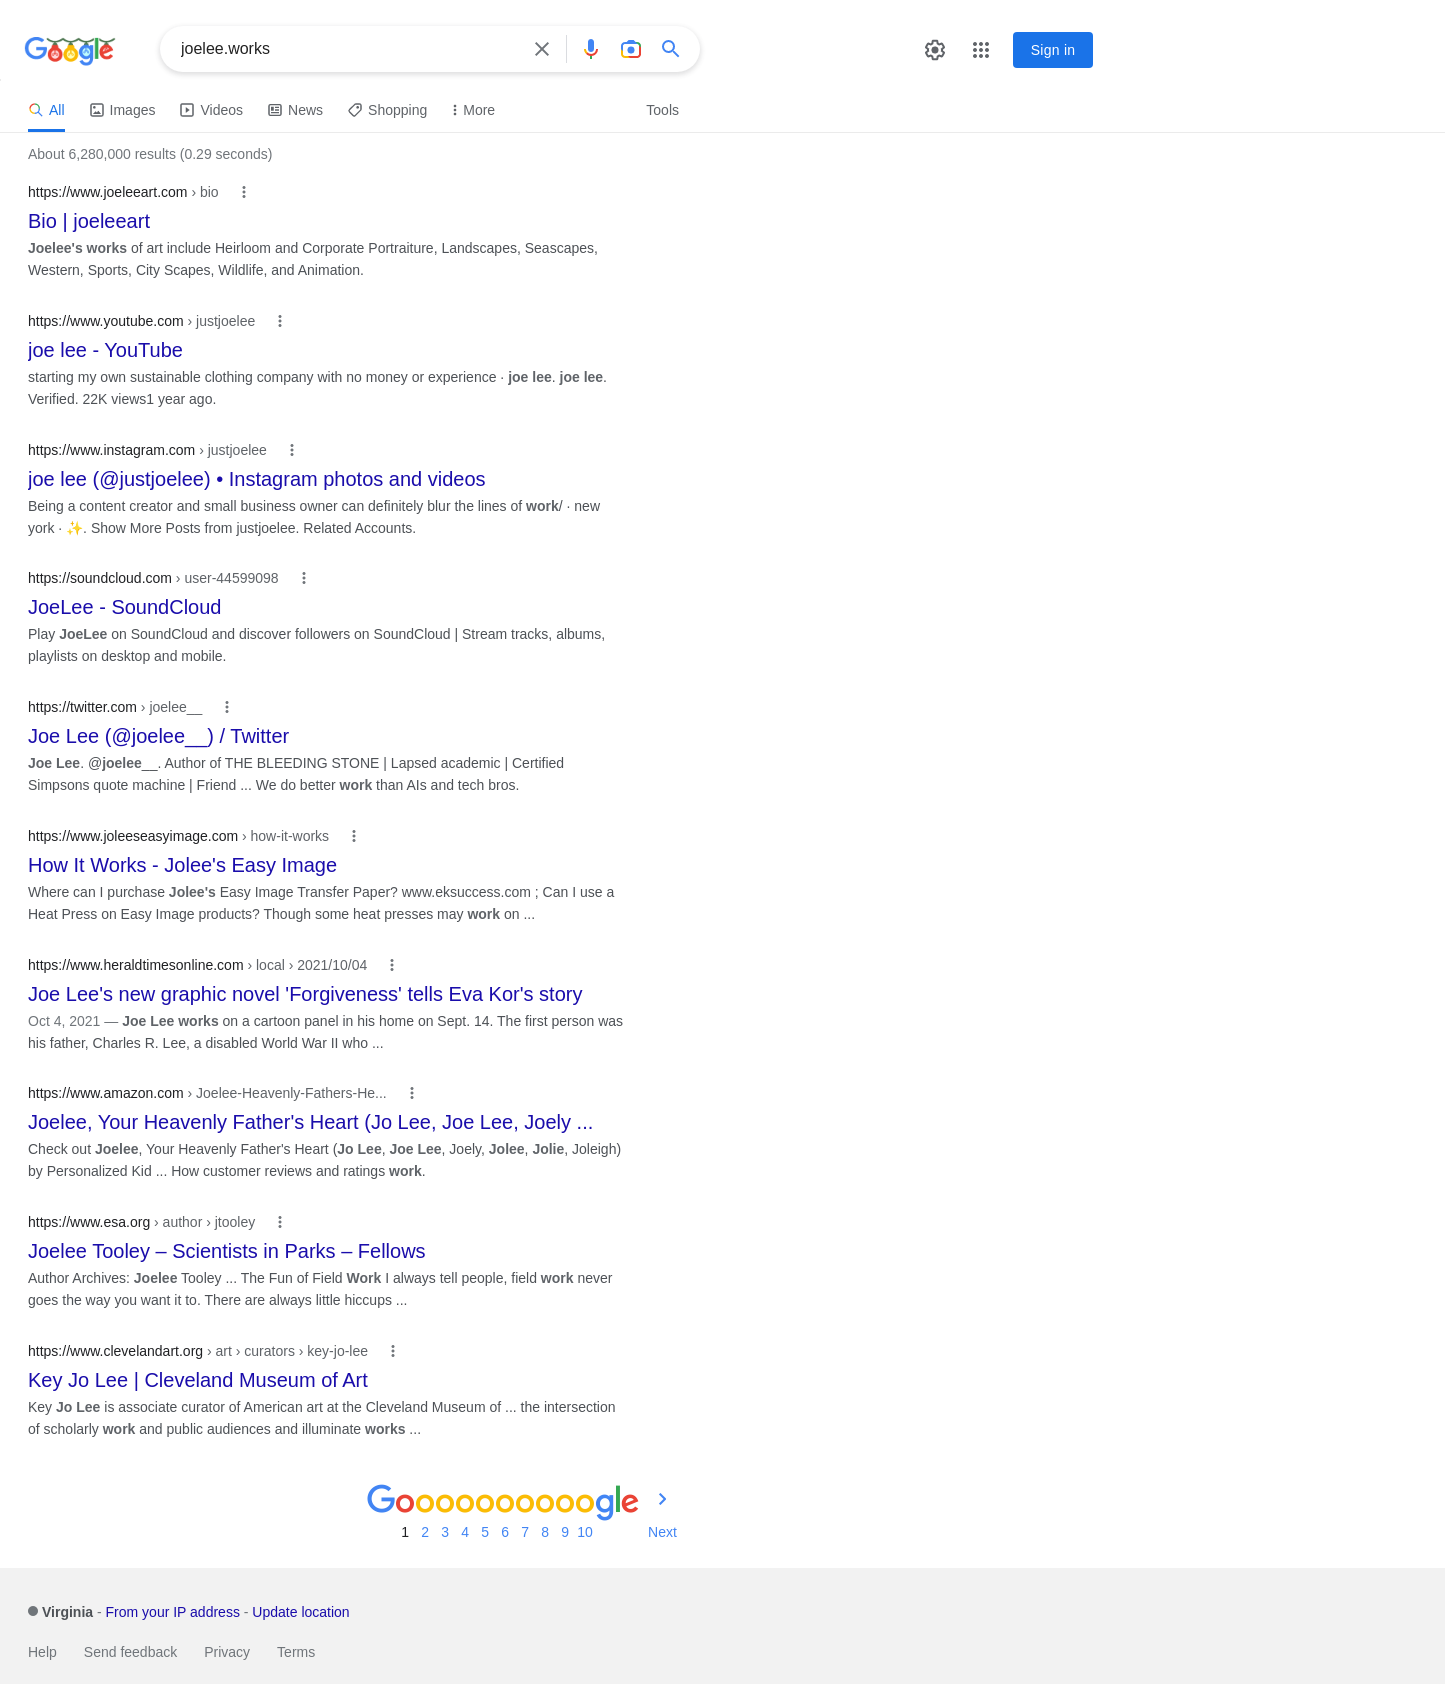 Google
joelee.works
Sign in
All Images Videos News Shopping More Tools
About 6,280,000 results (0.29 seconds)
https://www.joeleeart.com › bio
Bio | joeleeart
Joelee's works of art include Heirloom and Corporate Portraiture, Landscapes, Seascapes,
Western, Sports, City Scapes, Wildlife, and Animation.
https://www.youtube.com › justjoelee
joe lee - YouTube
starting my own sustainable clothing company with no money or experience · joe lee. joe lee.
Verified. 22K views1 year ago.
https://www.instagram.com › justjoelee
joe lee (@justjoelee) • Instagram photos and videos
Being a content creator and small business owner can definitely blur the lines of work/ · new
york · ✨. Show More Posts from justjoelee. Related Accounts.
https://soundcloud.com › user-44599098
JoeLee - SoundCloud
Play JoeLee on SoundCloud and discover followers on SoundCloud | Stream tracks, albums,
playlists on desktop and mobile.
https://twitter.com › joelee__
Joe Lee (@joelee__) / Twitter
Joe Lee. @joelee__. Author of THE BLEEDING STONE | Lapsed academic | Certified
Simpsons quote machine | Friend ... We do better work than AIs and tech bros.
https://www.joleeseasyimage.com › how-it-works
How It Works - Jolee's Easy Image
Where can I purchase Jolee's Easy Image Transfer Paper? www.eksuccess.com ; Can I use a
Heat Press on Easy Image products? Though some heat presses may work on ...
https://www.heraldtimesonline.com › local › 2021/10/04
Joe Lee's new graphic novel 'Forgiveness' tells Eva Kor's story
Oct 4, 2021 — Joe Lee works on a cartoon panel in his home on Sept. 14. The first person was
his father, Charles R. Lee, a disabled World War II who ...
https://www.amazon.com › Joelee-Heavenly-Fathers-He...
Joelee, Your Heavenly Father's Heart (Jo Lee, Joe Lee, Joely ...
Check out Joelee, Your Heavenly Father's Heart (Jo Lee, Joe Lee, Joely, Jolee, Jolie, Joleigh)
by Personalized Kid ... How customer reviews and ratings work.
https://www.esa.org › author › jtooley
Joelee Tooley – Scientists in Parks – Fellows
Author Archives: Joelee Tooley ... The Fun of Field Work I always tell people, field work never
goes the way you want it to. There are always little hiccups ...
https://www.clevelandart.org › art › curators › key-jo-lee
Key Jo Lee | Cleveland Museum of Art
Key Jo Lee is associate curator of American art at the Cleveland Museum of ... the intersection
of scholarly work and public audiences and illuminate works ...
Goooooooooogle
1 2 3 4 5 6 7 8 9 10 Next
Virginia - From your IP address - Update location
Help Send feedback Privacy Terms